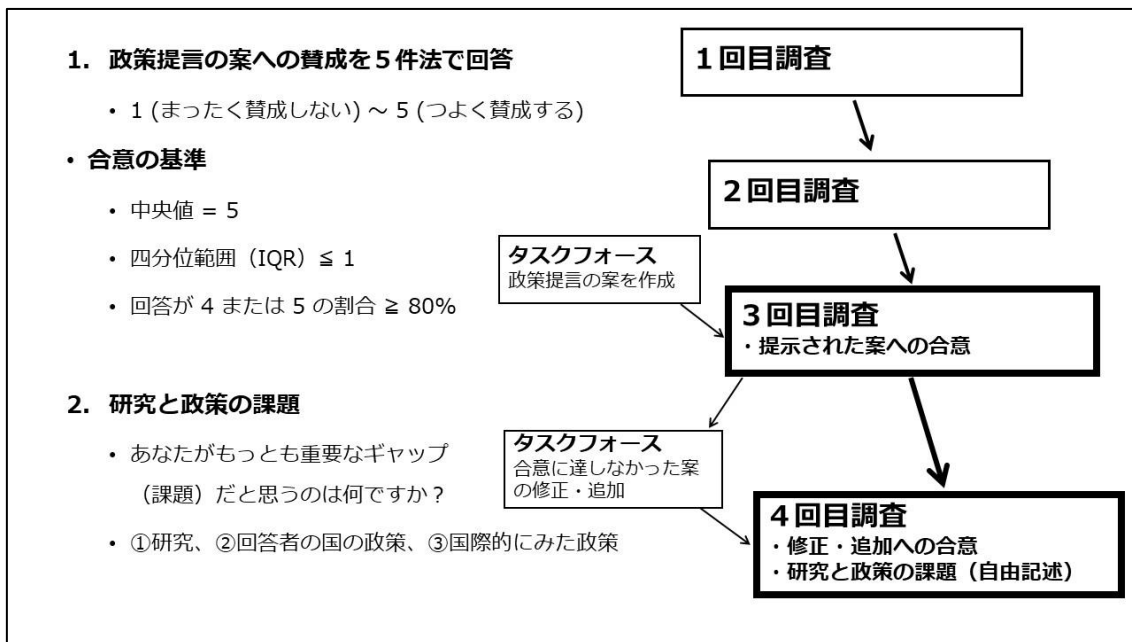 1. 政策提言の案への賛成を５件法で回答
• 1 (まったく賛成しない) ～ 5 (つよく賛成する)
• 合意の基準
• 中央値 = 5
• 四分位範囲（IQR）≦ 1
• 回答が 4 または 5 の割合 ≧ 80%
2. 研究と政策の課題
• あなたがもっとも重要なギャップ
（課題）だと思うのは何ですか？
• ①研究、②回答者の国の政策、③国際的にみた政策
１回目調査
２回目調査
タスクフォース
政策提言の案を作成
３回目調査
・提示された案への合意
タスクフォース
合意に達しなかった案
の修正・追加
４回目調査
・修正・追加への合意
・研究と政策の課題（自由記述）